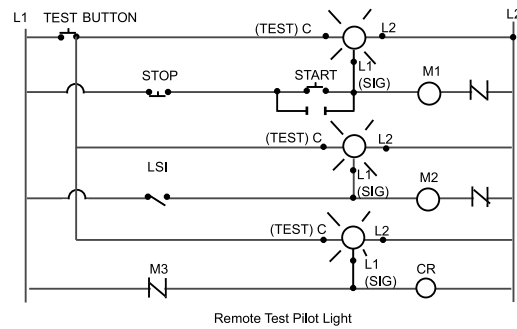 L1 TEST BUTTON (TEST) C L2 L2
STOP START L1 (SIG) M1
(TEST) C L2
LSI L1 (SIG) M2
(TEST) C L2
M3 L1 (SIG) CR
Remote Test Pilot Light